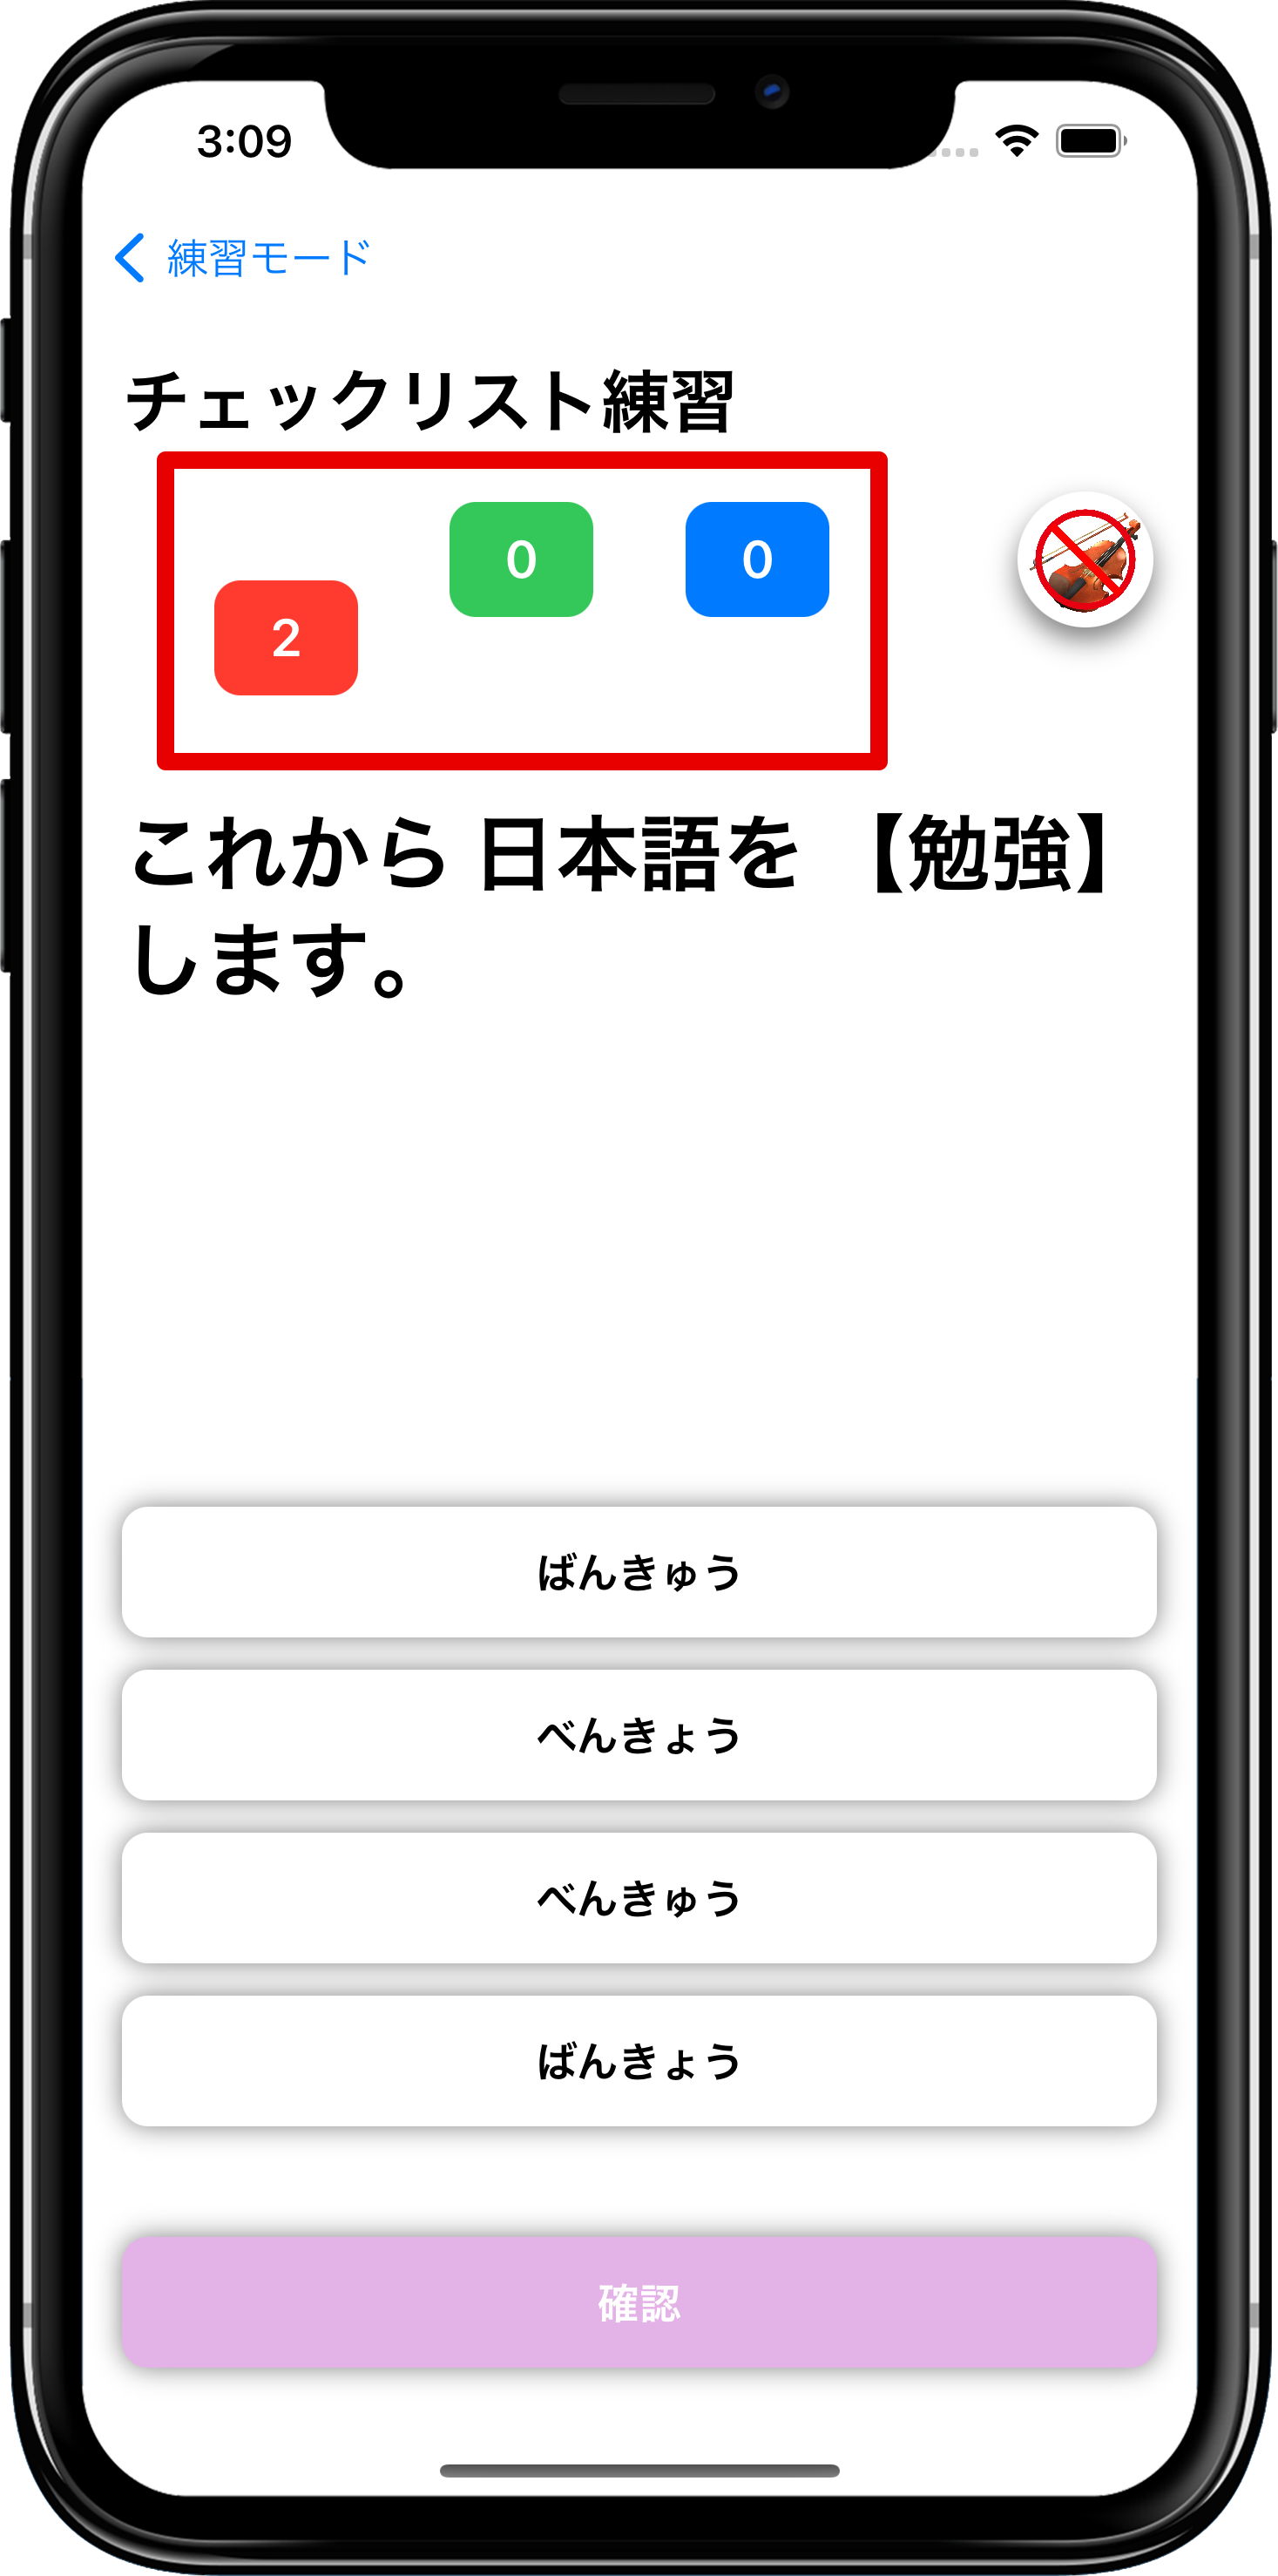 3:09
練習モード
チェックリスト練習
2 0 0
これから 日本語を 【勉強】
します。
ばんきゅう
べんきょう
べんきゅう
ばんきょう
確認